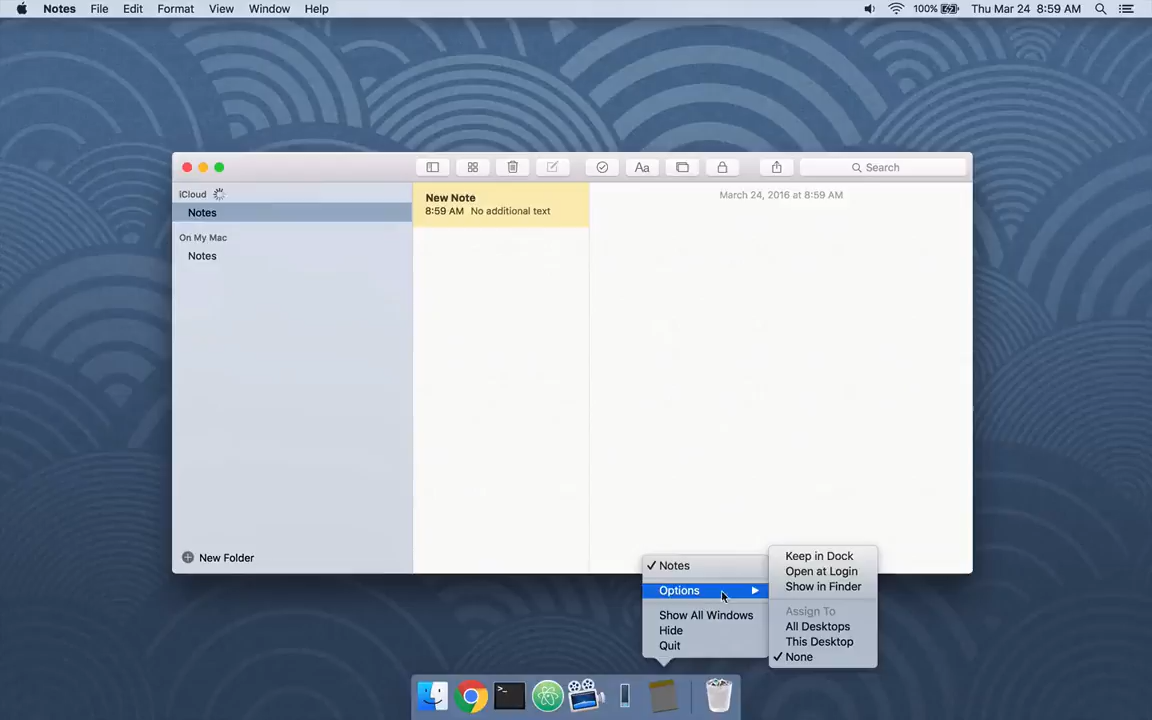 Notes File Edit Format View Window Help 100% Thu Mar 24 8:59 AM
Aa Search
iCloud
Notes
On My Mac
Notes
New Folder
New Note
8:59 AM No additional text
March 24, 2016 at 8:59 AM
Notes
Options
Show All Windows
Hide
Quit
Keep in Dock
Open at Login
Show in Finder
Assign To
All Desktops
This Desktop
None